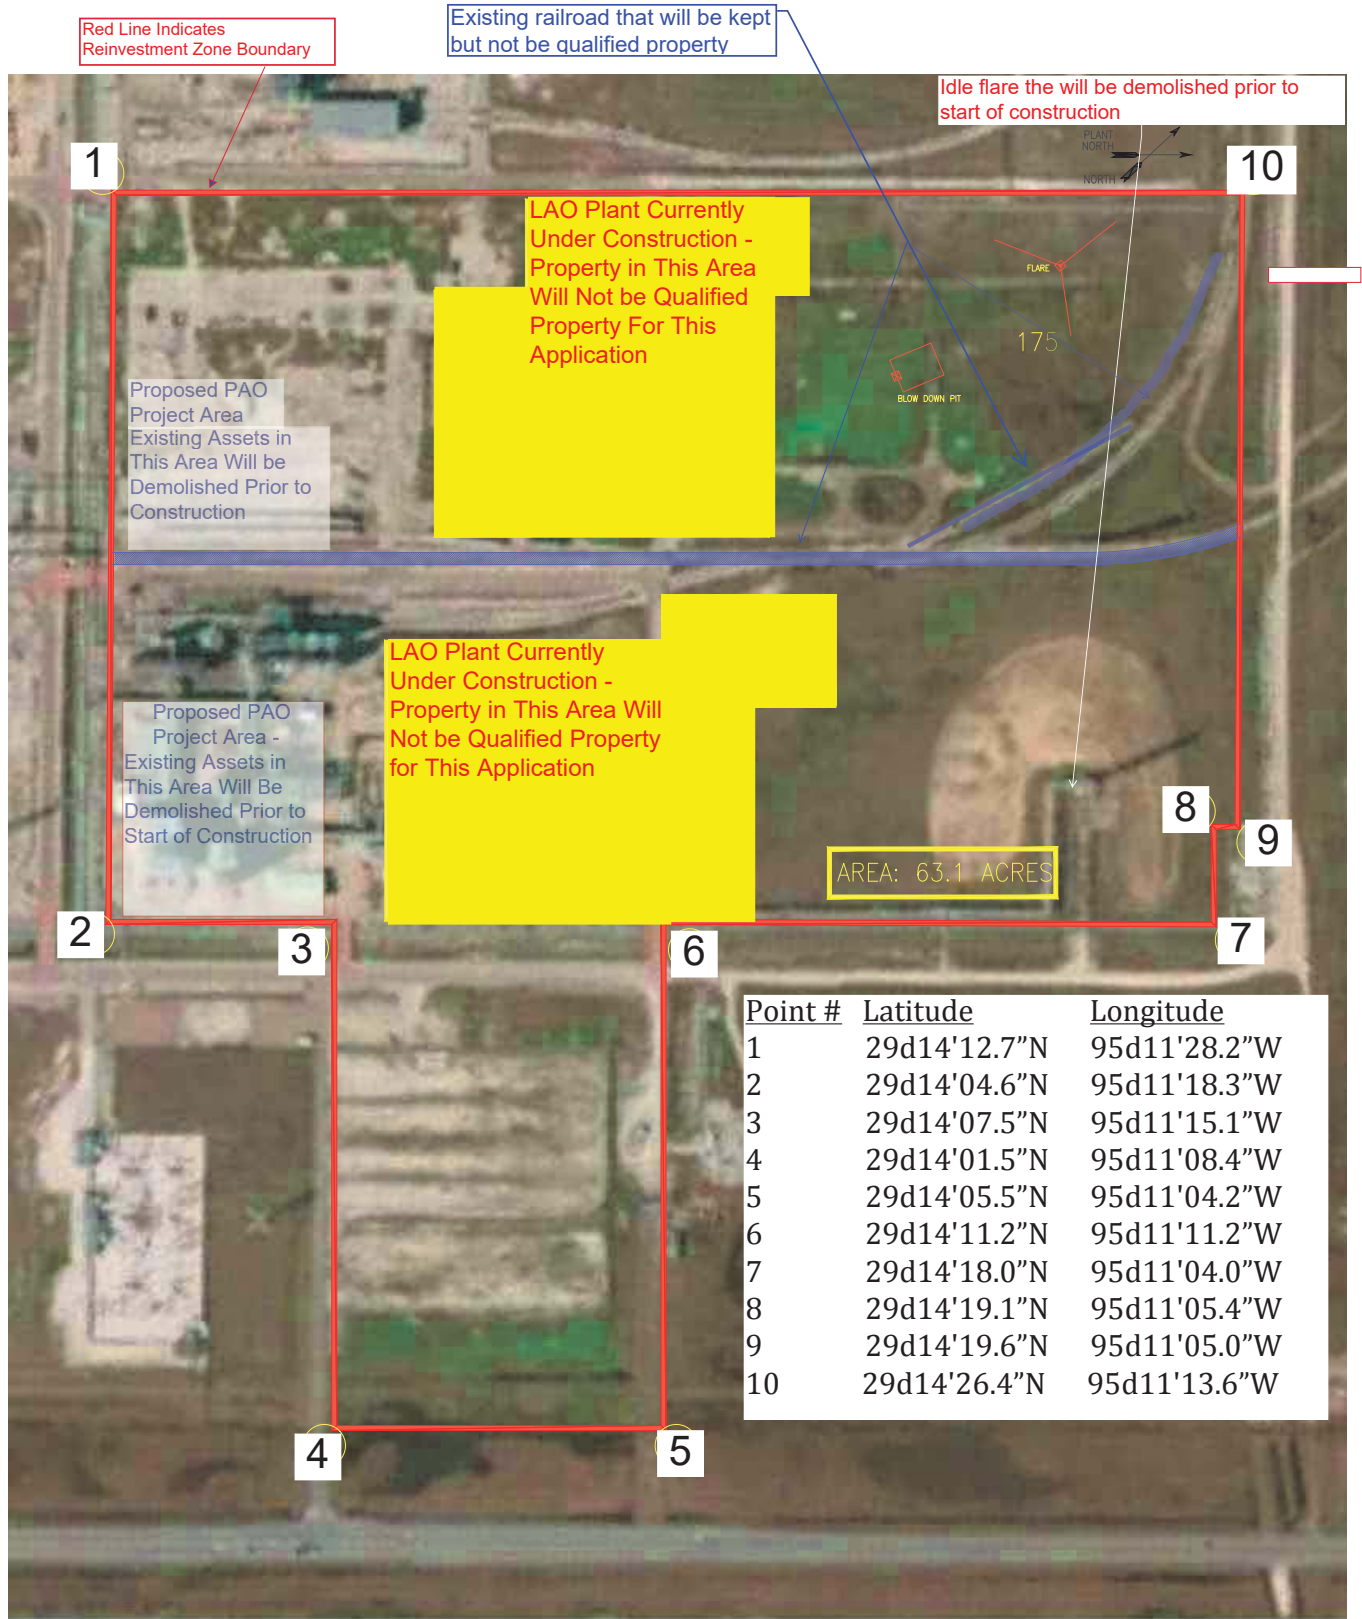 Red Line Indicates
Reinvestment Zone Boundary
Existing railroad that will be kept
but not be qualified property
Idle flare the will be demolished prior to
start of construction
PLANT
NORTH
NORTH
1
10
LAO Plant Currently
Under Construction -
Property in This Area
Will Not be Qualified
Property For This
Application
FLARE
175
BLOW DOWN PIT
Proposed PAO
Project Area
Existing Assets in
This Area Will be
Demolished Prior to
Construction
LAO Plant Currently
Under Construction -
Property in This Area Will
Not be Qualified Property
for This Application
Proposed PAO
Project Area -
Existing Assets in
This Area Will Be
Demolished Prior to
Start of Construction
8
9
AREA: 63.1 ACRES
2
3
6
7
Point # Latitude Longitude
1 29d14'12.7”N 95d11'28.2”W
2 29d14'04.6”N 95d11'18.3”W
3 29d14'07.5”N 95d11'15.1”W
4 29d14'01.5”N 95d11'08.4”W
5 29d14'05.5”N 95d11'04.2”W
6 29d14'11.2”N 95d11'11.2”W
7 29d14'18.0”N 95d11'04.0”W
8 29d14'19.1”N 95d11'05.4”W
9 29d14'19.6”N 95d11'05.0”W
10 29d14'26.4”N 95d11'13.6”W
4
5